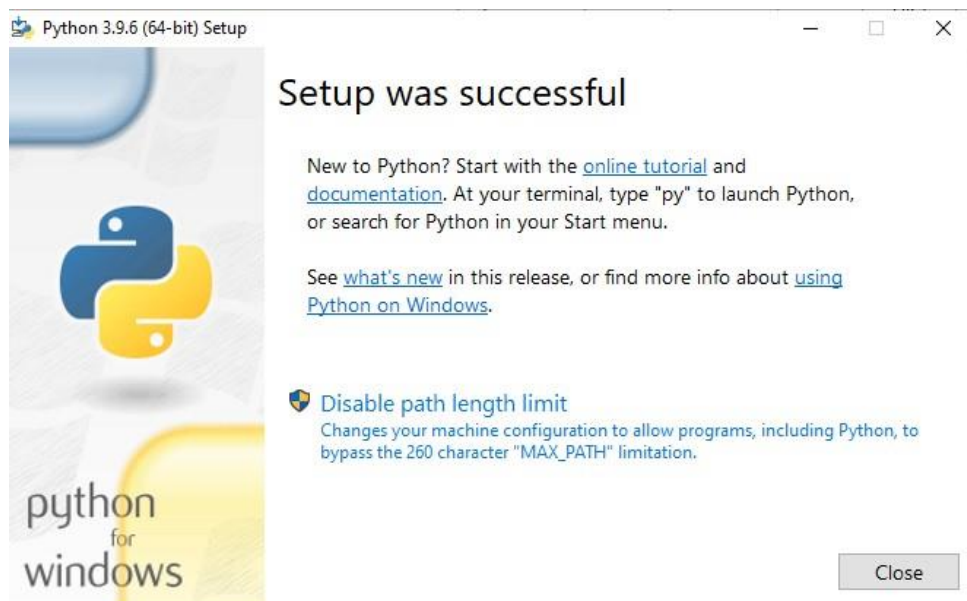 Python 3.9.6 (64-bit) Setup
Setup was successful
New to Python? Start with the online tutorial and
documentation. At your terminal, type "py" to launch Python,
or search for Python in your Start menu.
See what's new in this release, or find more info about using
Python on Windows.
Disable path length limit
Changes your machine configuration to allow programs, including Python, to
bypass the 260 character "MAX_PATH" limitation.
python
for
windows
Close